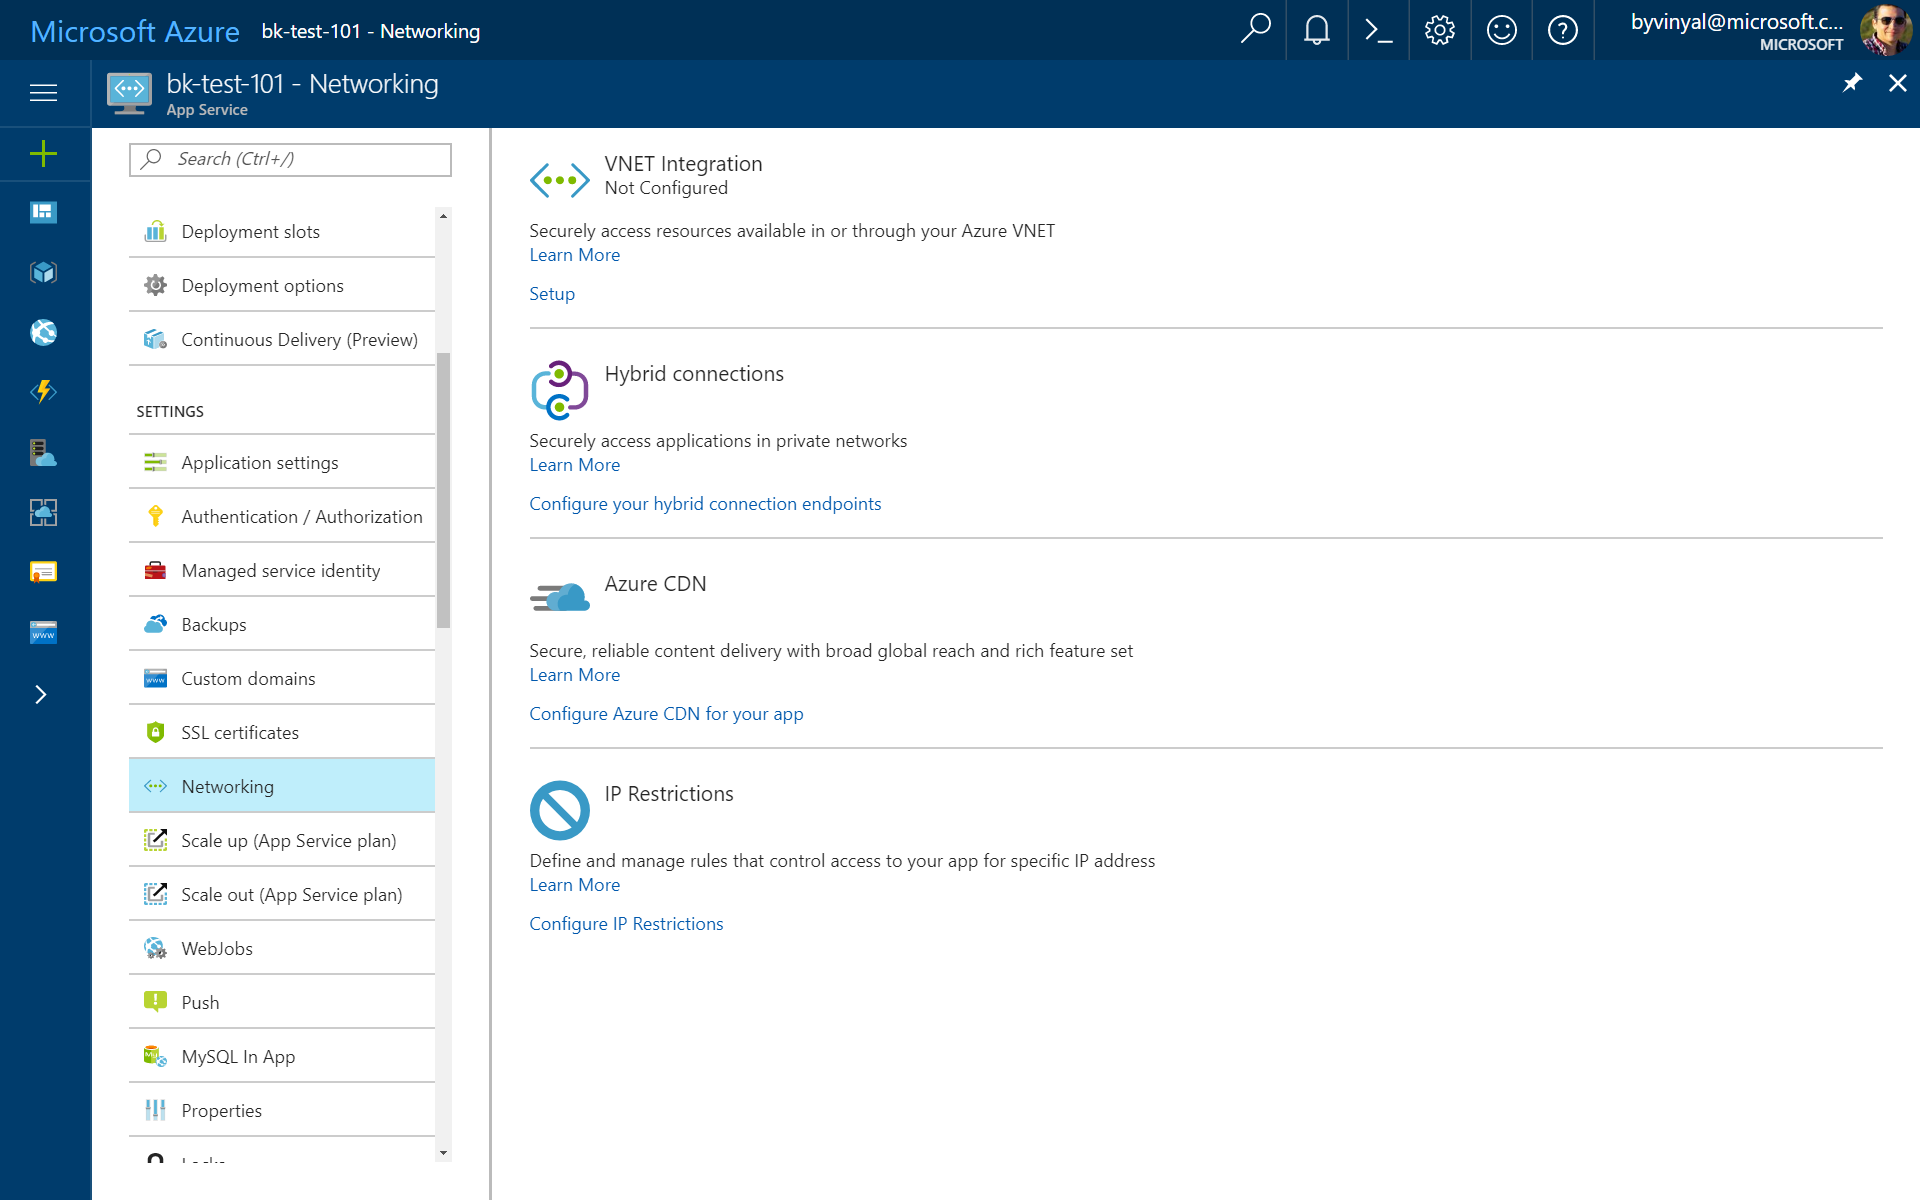 Microsoft Azure bk-test-101 - Networking
byvinyal@microsoft.c...
MICROSOFT
bk-test-101 - Networking
App Service
Search (Ctrl+/)
Deployment slots
Deployment options
Continuous Delivery (Preview)
SETTINGS
Application settings
Authentication / Authorization
Managed service identity
Backups
Custom domains
SSL certificates
Networking
Scale up (App Service plan)
Scale out (App Service plan)
WebJobs
Push
MySQL In App
Properties
VNET Integration
Not Configured
Securely access resources available in or through your Azure VNET
Learn More
Setup
Hybrid connections
Securely access applications in private networks
Learn More
Configure your hybrid connection endpoints
Azure CDN
Secure, reliable content delivery with broad global reach and rich feature set
Learn More
Configure Azure CDN for your app
IP Restrictions
Define and manage rules that control access to your app for specific IP address
Learn More
Configure IP Restrictions